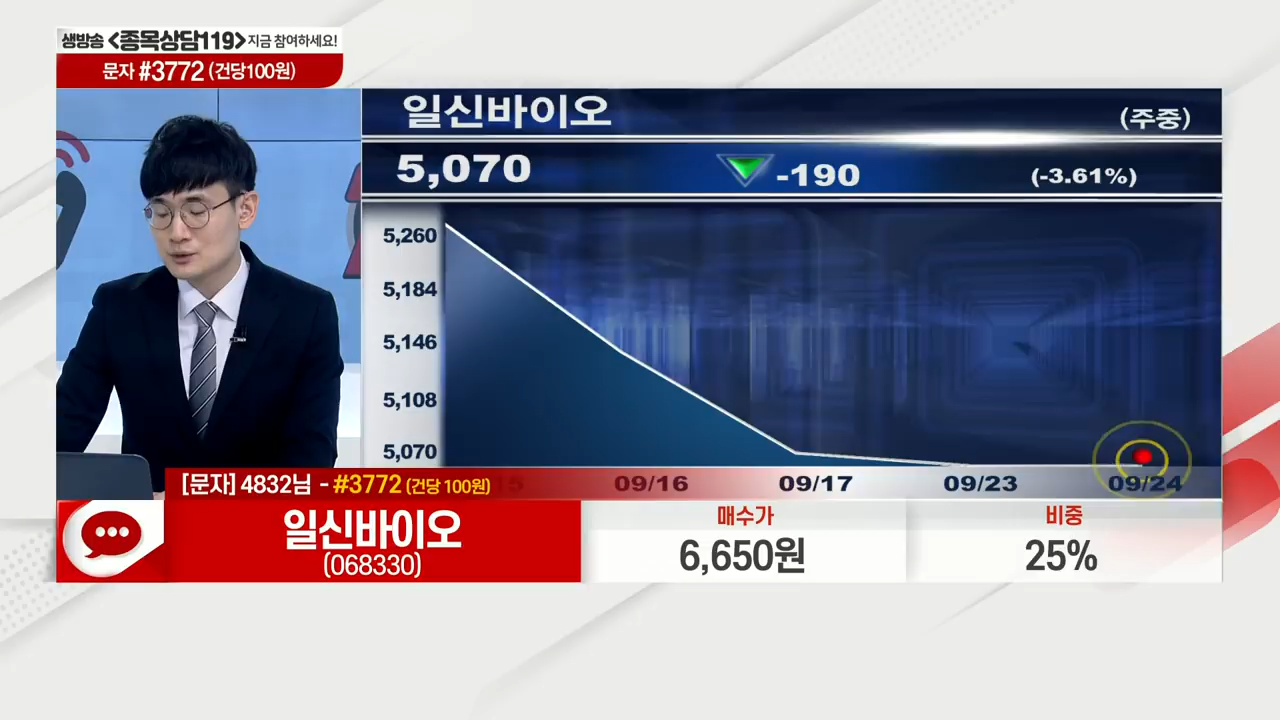 생방송 <종목상담119> 지금 참여하세요!
문자 #3772 (건당100원)
일신바이오 (주중)
5,070 -190 (-3.61%)
5,260
5,184
5,146
5,108
5,070
09/16 09/17 09/23 09/24
[문자] 4832님 - #3772 (건당 100원)
일신바이오
(068330)
매수가
6,650원
비중
25%